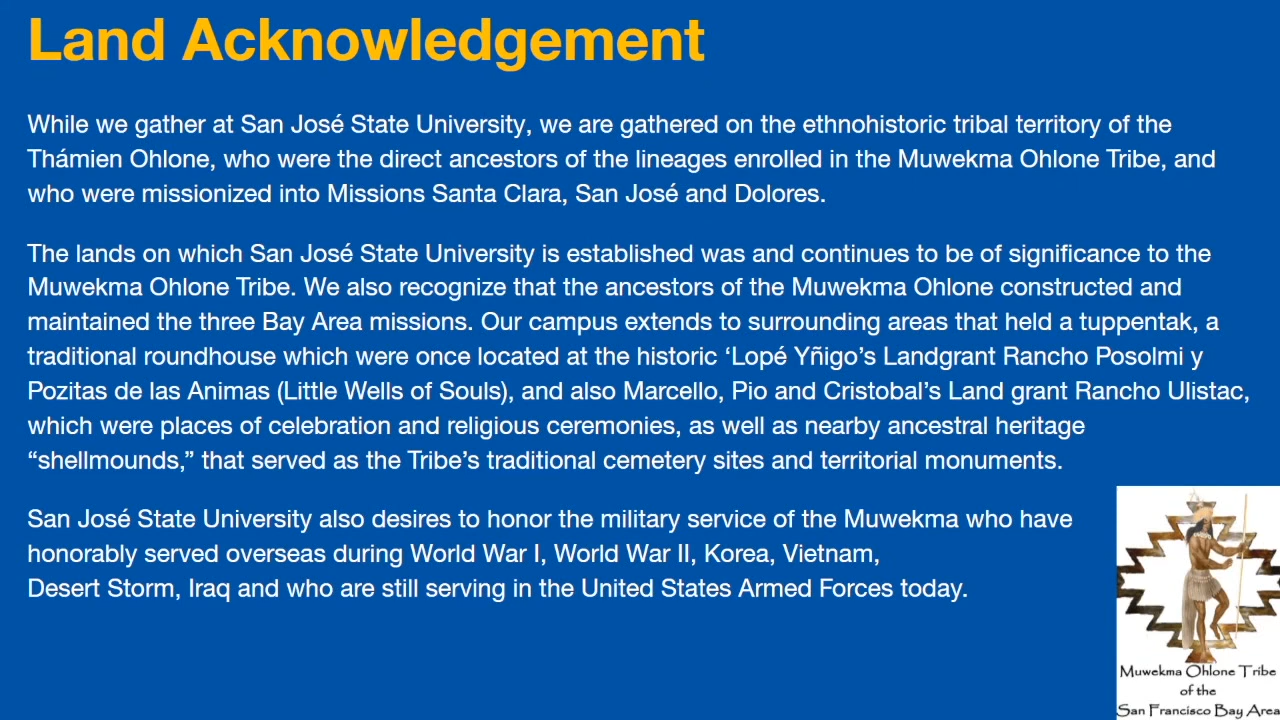 Land Acknowledgement
While we gather at San José State University, we are gathered on the ethnohistoric tribal territory of the
Thámien Ohlone, who were the direct ancestors of the lineages enrolled in the Muwekma Ohlone Tribe, and
who were missionized into Missions Santa Clara, San José and Dolores.
The lands on which San José State University is established was and continues to be of significance to the
Muwekma Ohlone Tribe. We also recognize that the ancestors of the Muwekma Ohlone constructed and
maintained the three Bay Area missions. Our campus extends to surrounding areas that held a tuppentak, a
traditional roundhouse which were once located at the historic ‘Lopé Yñigo’s Landgrant Rancho Posolmi y
Pozitas de las Animas (Little Wells of Souls), and also Marcello, Pio and Cristobal’s Land grant Rancho Ulistac,
which were places of celebration and religious ceremonies, as well as nearby ancestral heritage
“shellmounds,” that served as the Tribe’s traditional cemetery sites and territorial monuments.
San José State University also desires to honor the military service of the Muwekma who have
honorably served overseas during World War I, World War II, Korea, Vietnam,
Desert Storm, Iraq and who are still serving in the United States Armed Forces today.
Muwekma Ohlone Tribe
of the
San Francisco Bay Area